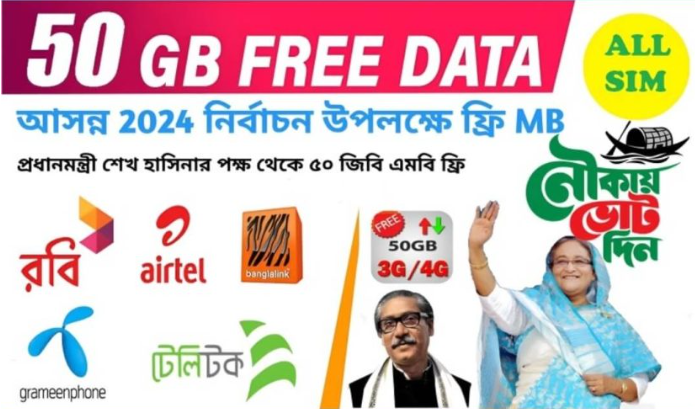 50 GB FREE DATA
ALL
SIM
আসন্ন 2024 নির্বাচন উপলক্ষে ফ্রি MB
প্রধানমন্ত্রী শেখ হাসিনার পক্ষ থেকে ৫০ জিবি এমবি ফ্রি
নৌকায়
ভোট
দিন
রবি
airtel
banglalink
FREE
50GB
3G/4G
grameenphone
টেলিটক